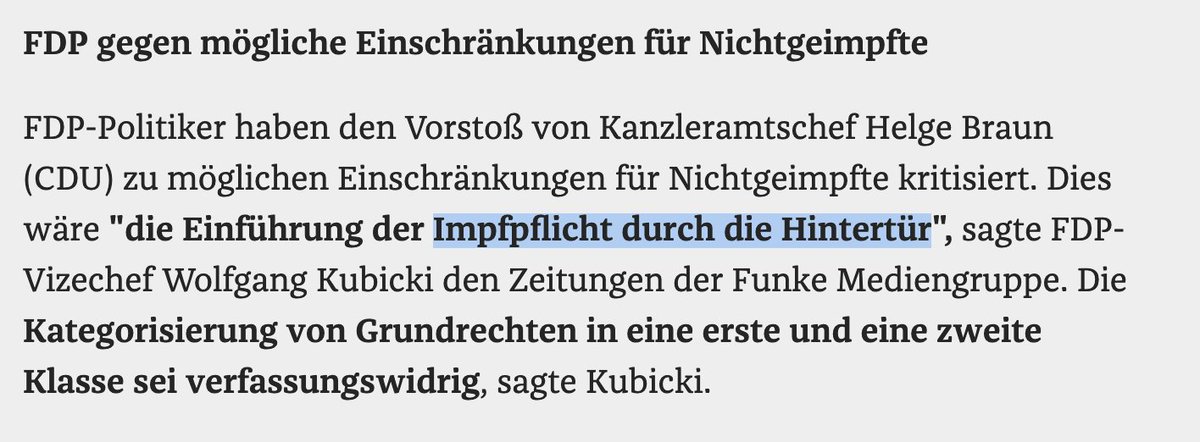 FDP gegen mögliche Einschränkungen für Nichtgeimpfte
FDP-Politiker haben den Vorstoß von Kanzleramtschef Helge Braun
(CDU) zu möglichen Einschränkungen für Nichtgeimpfte kritisiert. Dies
wäre "die Einführung der Impfpflicht durch die Hintertür", sagte FDP-
Vizechef Wolfgang Kubicki den Zeitungen der Funke Mediengruppe. Die
Kategorisierung von Grundrechten in eine erste und eine zweite
Klasse sei verfassungswidrig, sagte Kubicki.